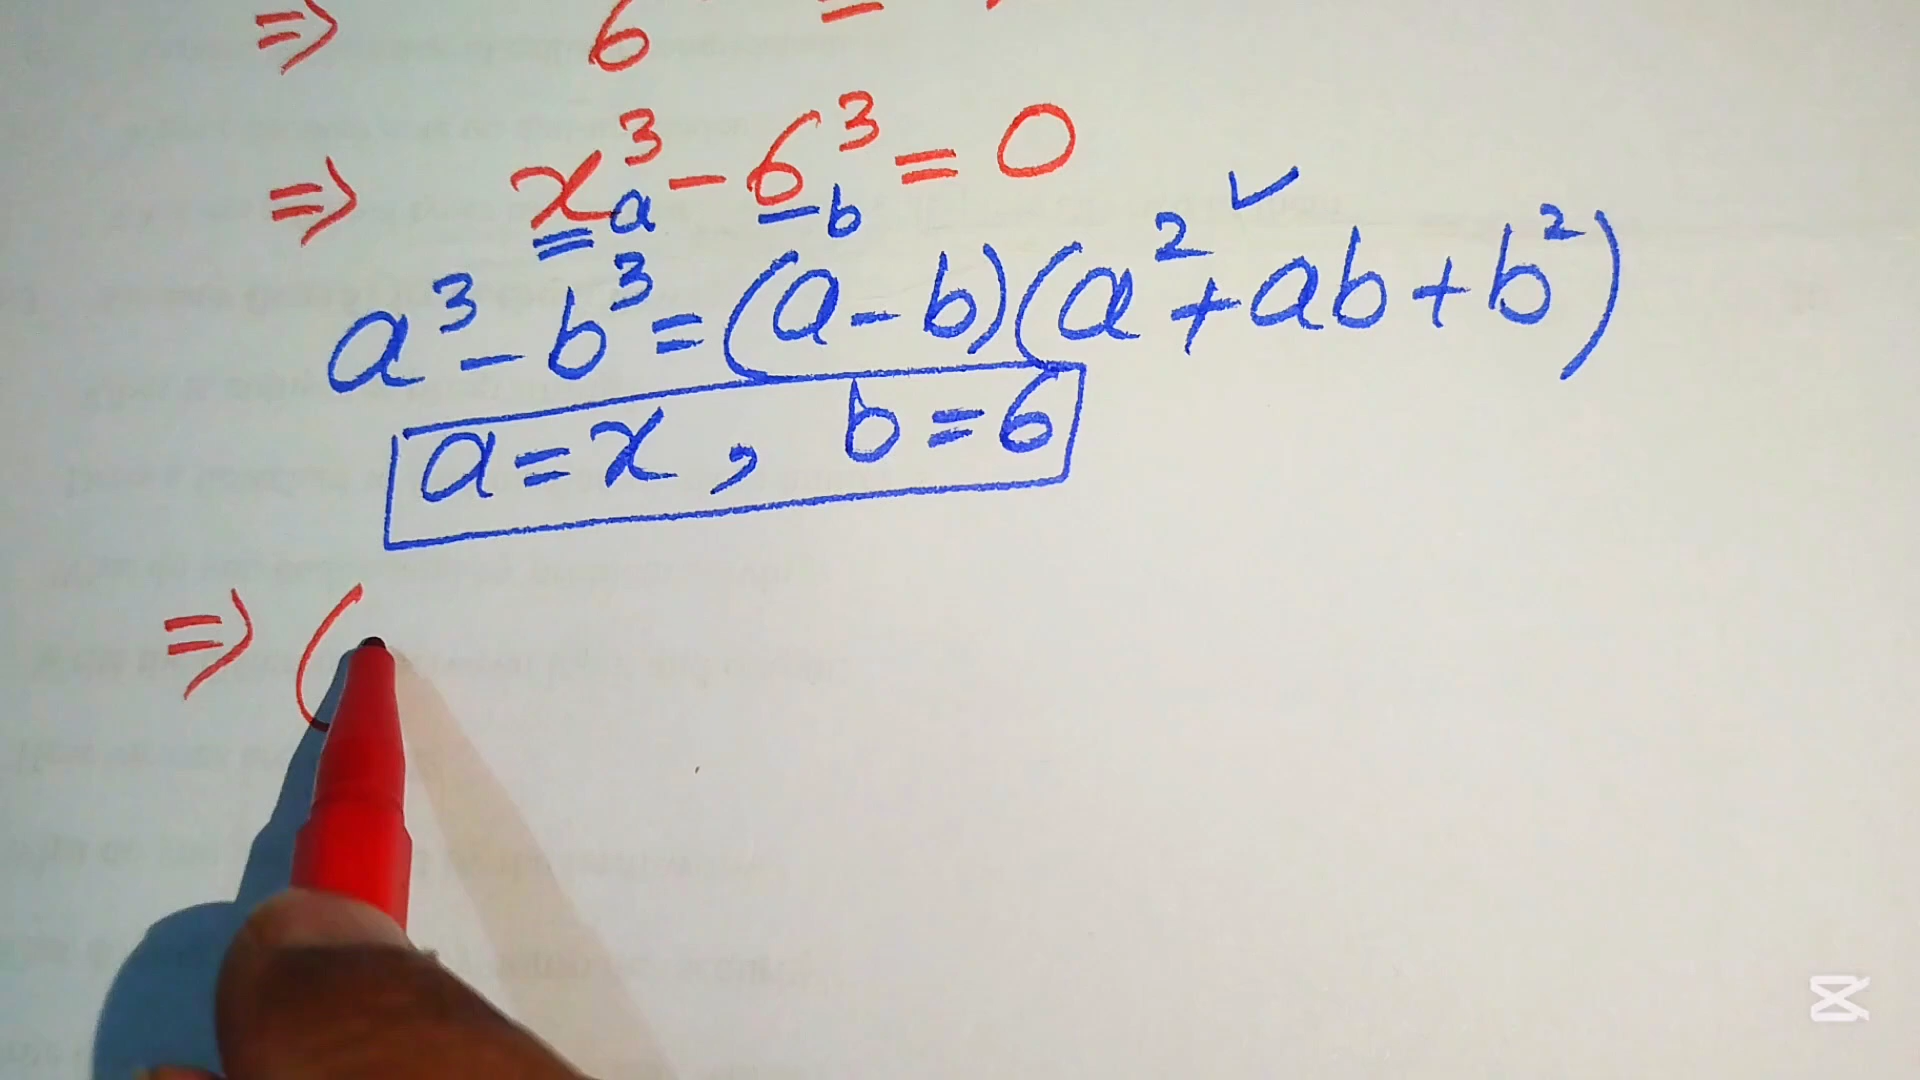 => 6 =
=> x³ - 6³ = 0
a b
a³ - b³ = (a - b)(a² + ab + b²)
a = x , b = 6
=> (